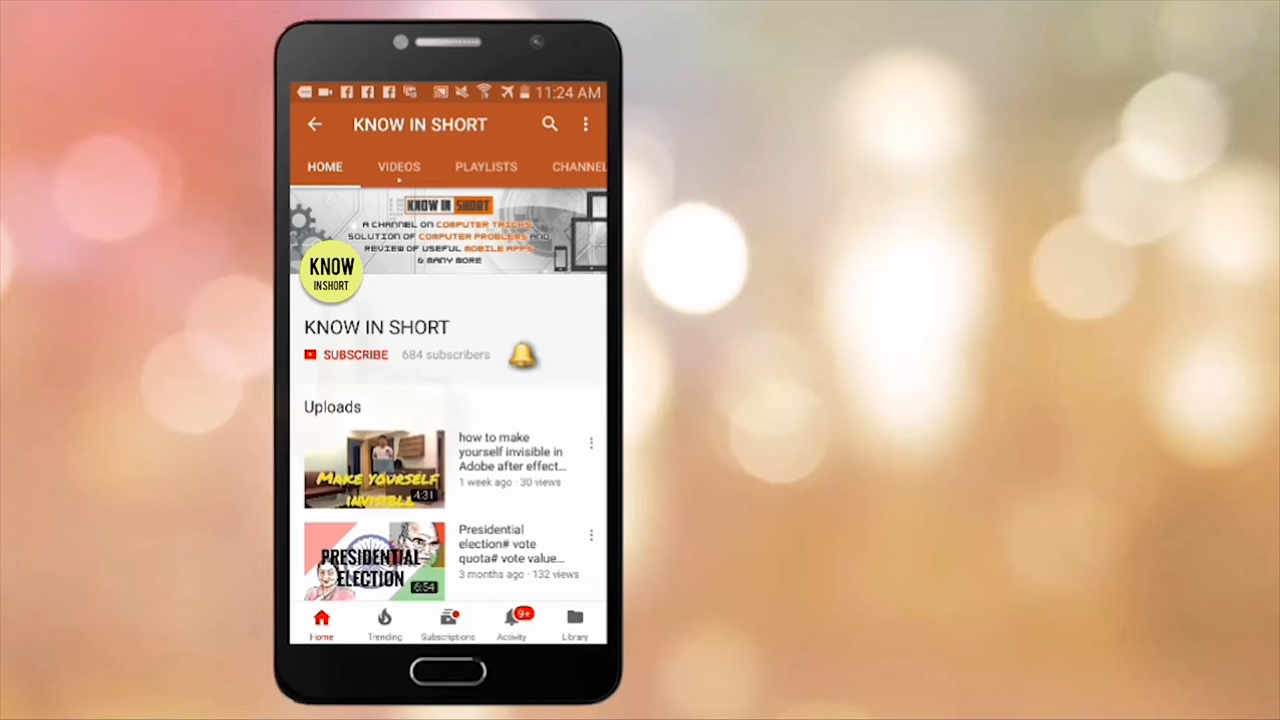 11:24 AM
KNOW IN SHORT
HOME VIDEOS PLAYLISTS CHANNEL
KNOW IN SHORT
A CHANNEL ON COMPUTER TRICKS,
SOLUTION OF COMPUTER PROBLEMS AND
REVIEW OF USEFUL MOBILE APPS
& MANY MORE
KNOW
IN SHORT
KNOW IN SHORT
SUBSCRIBE 684 subscribers
Uploads
how to make
yourself invisible in
Adobe after effect...
1 week ago · 30 views
MAKE YOURSELF
INVISIBLE
4:31
Presidential
election# vote
quota# vote value...
3 months ago · 132 views
PRESIDENTIAL
ELECTION
6:54
9+
Home Trending Subscriptions Activity Library